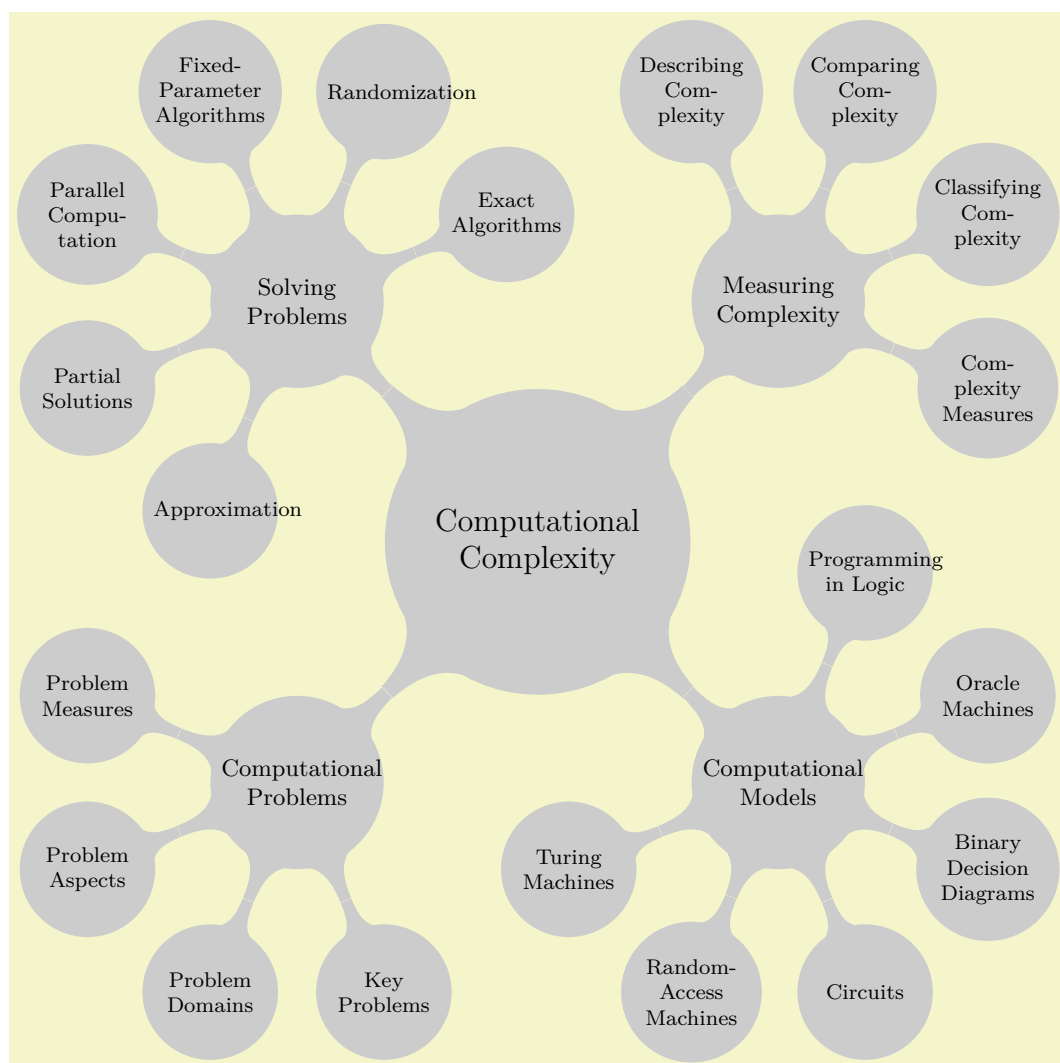 Computational
Complexity
Solving
Problems
Fixed-
Parameter
Algorithms
Randomization
Exact
Algorithms
Parallel
Compu-
tation
Partial
Solutions
Approximation
Measuring
Complexity
Describing
Com-
plexity
Comparing
Com-
plexity
Classifying
Com-
plexity
Com-
plexity
Measures
Computational
Problems
Problem
Measures
Problem
Aspects
Problem
Domains
Key
Problems
Computational
Models
Programming
in Logic
Oracle
Machines
Binary
Decision
Diagrams
Circuits
Random-
Access
Machines
Turing
Machines